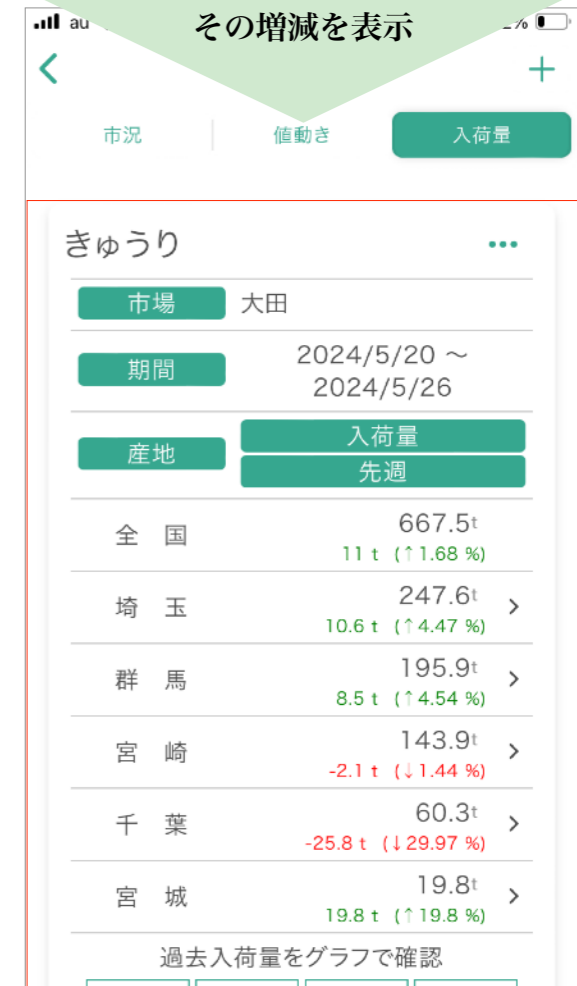 その増減を表示
au
%
市況
値動き
入荷量
きゅうり
市場 大田
期間 2024/5/20 ～
2024/5/26
産地 入荷量
先週
全 国 667.5t
11 t (↑1.68 %)
埼 玉 247.6t
10.6 t (↑4.47 %)
群 馬 195.9t
8.5 t (↑4.54 %)
宮 崎 143.9t
-2.1 t (↓1.44 %)
千 葉 60.3t
-25.8 t (↓29.97 %)
宮 城 19.8t
19.8 t (↑19.8 %)
過去入荷量をグラフで確認